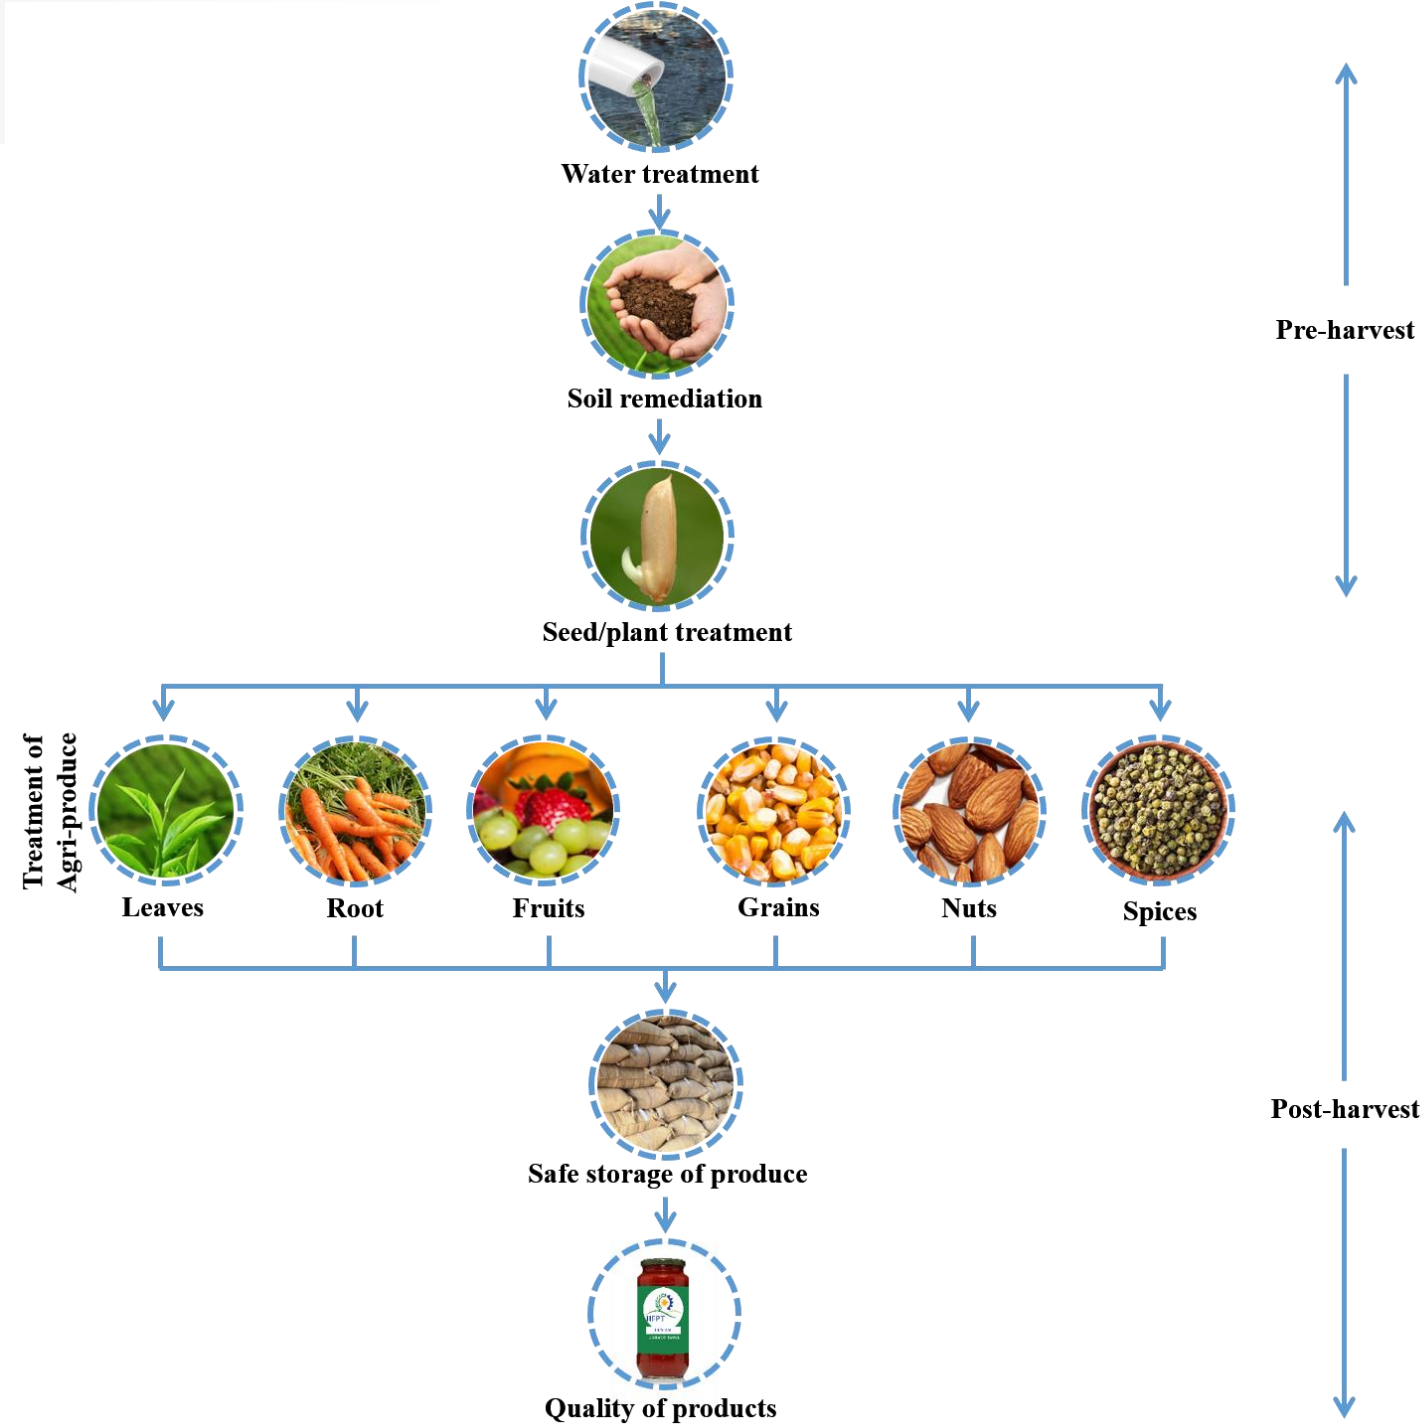 Water treatment
Soil remediation
Pre-harvest
Seed/plant treatment
Treatment of
Agri-produce
Leaves
Root
Fruits
Grains
Nuts
Spices
Post-harvest
Safe storage of produce
Quality of products